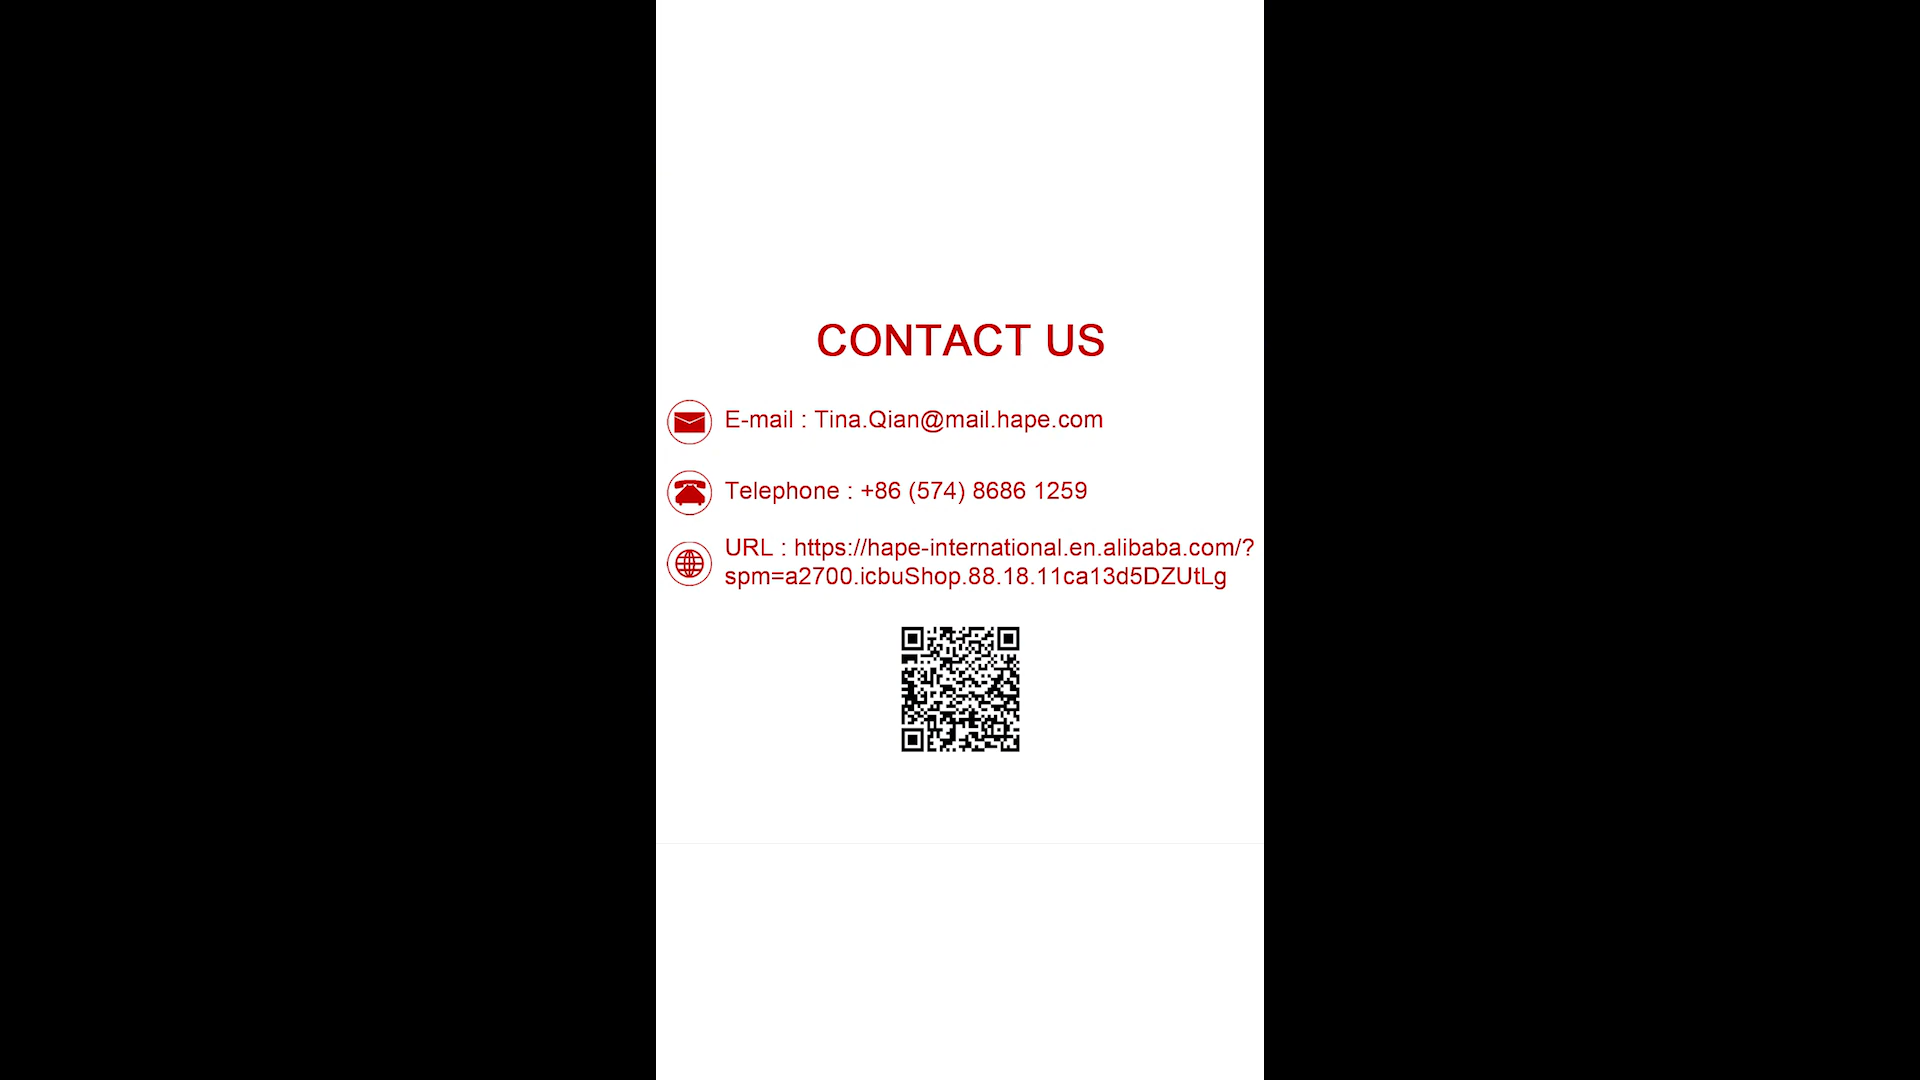 CONTACT US
E-mail : Tina.Qian@mail.hape.com
Telephone : +86 (574) 8686 1259
URL : https://hape-international.en.alibaba.com/?
spm=a2700.icbuShop.88.18.11ca13d5DZUtLg